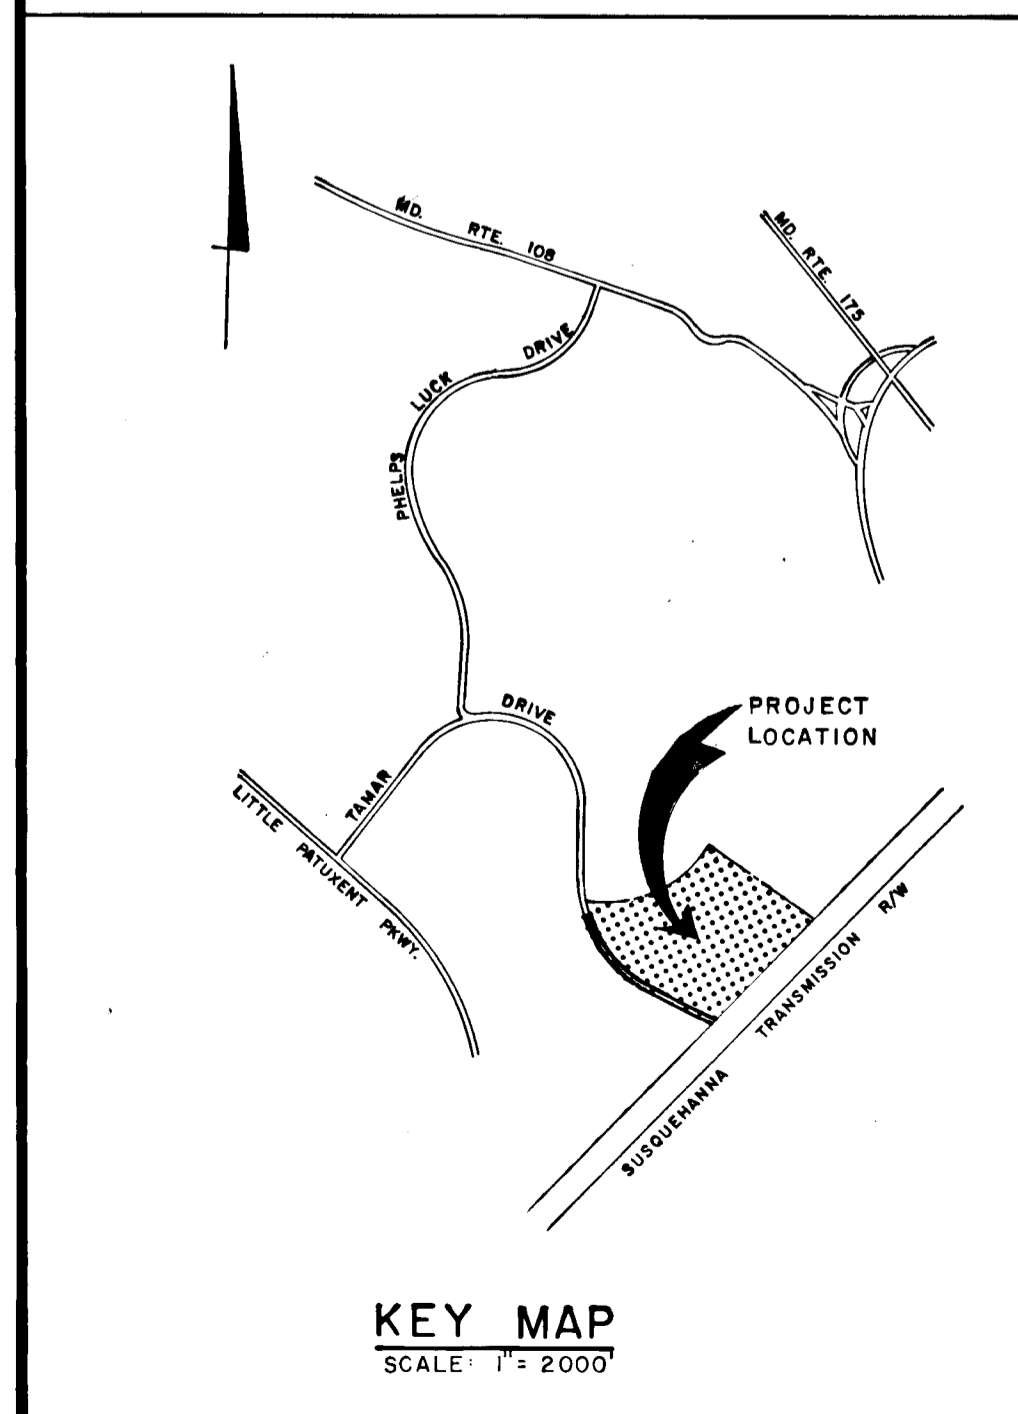 MD. RTE. 108
MD. RTE. 175
PHELPS LUCK DRIVE
TAMAR DRIVE
LITTLE PATUXENT PKWY.
PROJECT
LOCATION
SUSQUEHANNA TRANSMISSION R/W
KEY MAP
SCALE: 1" = 2000'